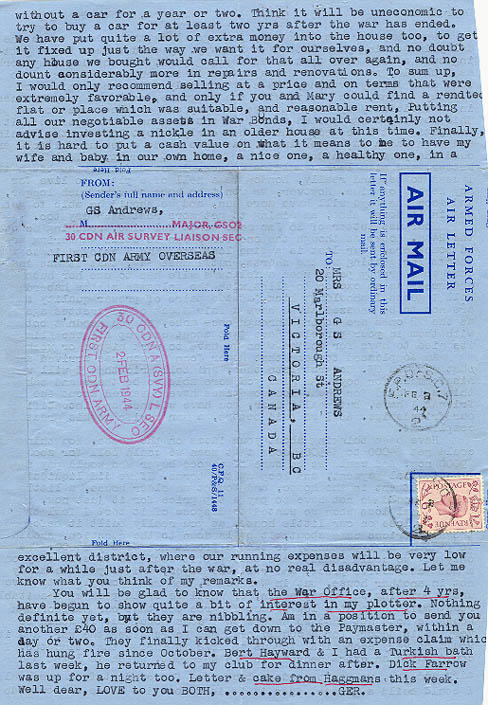 without a car for a year or two. Think it will be uneconomic to
try to buy a car for at least two yrs after the war has ended.
We have put quite a lot of extra money into the house too, to get
it fixed up just the way we want it for ourselves, and no doubt
any house we bought would call for that all over again, and no
dount considerably more in repairs and renovations. To sum up,
I would only recommend selling at a price and on terms that were
extremely favorable, and only if you and Mary could find a rendted
flat or place which was suitable, and reasonable rent, Putting
all our negotiable assets in War Bonds, I would certainly not
advise investing a nickle in an older house at this time. Finally,
it is hard to put a cash value on what it means to me to have my
wife and baby in our own home, a nice one, a healthy one, in a
Fold Here
FROM:
(Sender's full name and address)
GS Andrews,
M MAJOR, GSO2
30 CDN AIR SURVEY LIAISON SEC
FIRST CDN ARMY OVERSEAS
30 CDN A (SVY) L SEC
2 FEB 1944
FIRST CDN ARMY
Fold Here
C.F.Q. 11
40/P&S/1448
ARMED FORCES
AIR LETTER
AIR MAIL
If anything is enclosed in this
letter it will be sent by ordinary
mail.
TO MRS G S ANDREWS
20 Marlborough St
VICTORIA, BC
CANADA
44
POSTAGE
REVENUE
Fold Here
excellent district, where our running expenses will be very low
for a while just after the war, at no real disadvantage. Let me
know what you think of my remarks.
You will be glad to know that the War Office, after 4 yrs,
have begun to show quite a bit of interest in my plotter. Nothing
definite yet, but they are nibbling. Am in a position to send you
another £40 as soon as I can get down to the Paymaster, within a
day or two. They finally kicked through with an expense claim which
has hung fire since October. Bert Hayward & I had a Turkish bath
last week, he returned to my club for dinner after. Dick Farrow
was up for a night too. Letter & cake from Haggmans this week.
Well dear, LOVE to you BOTH, ................GER.